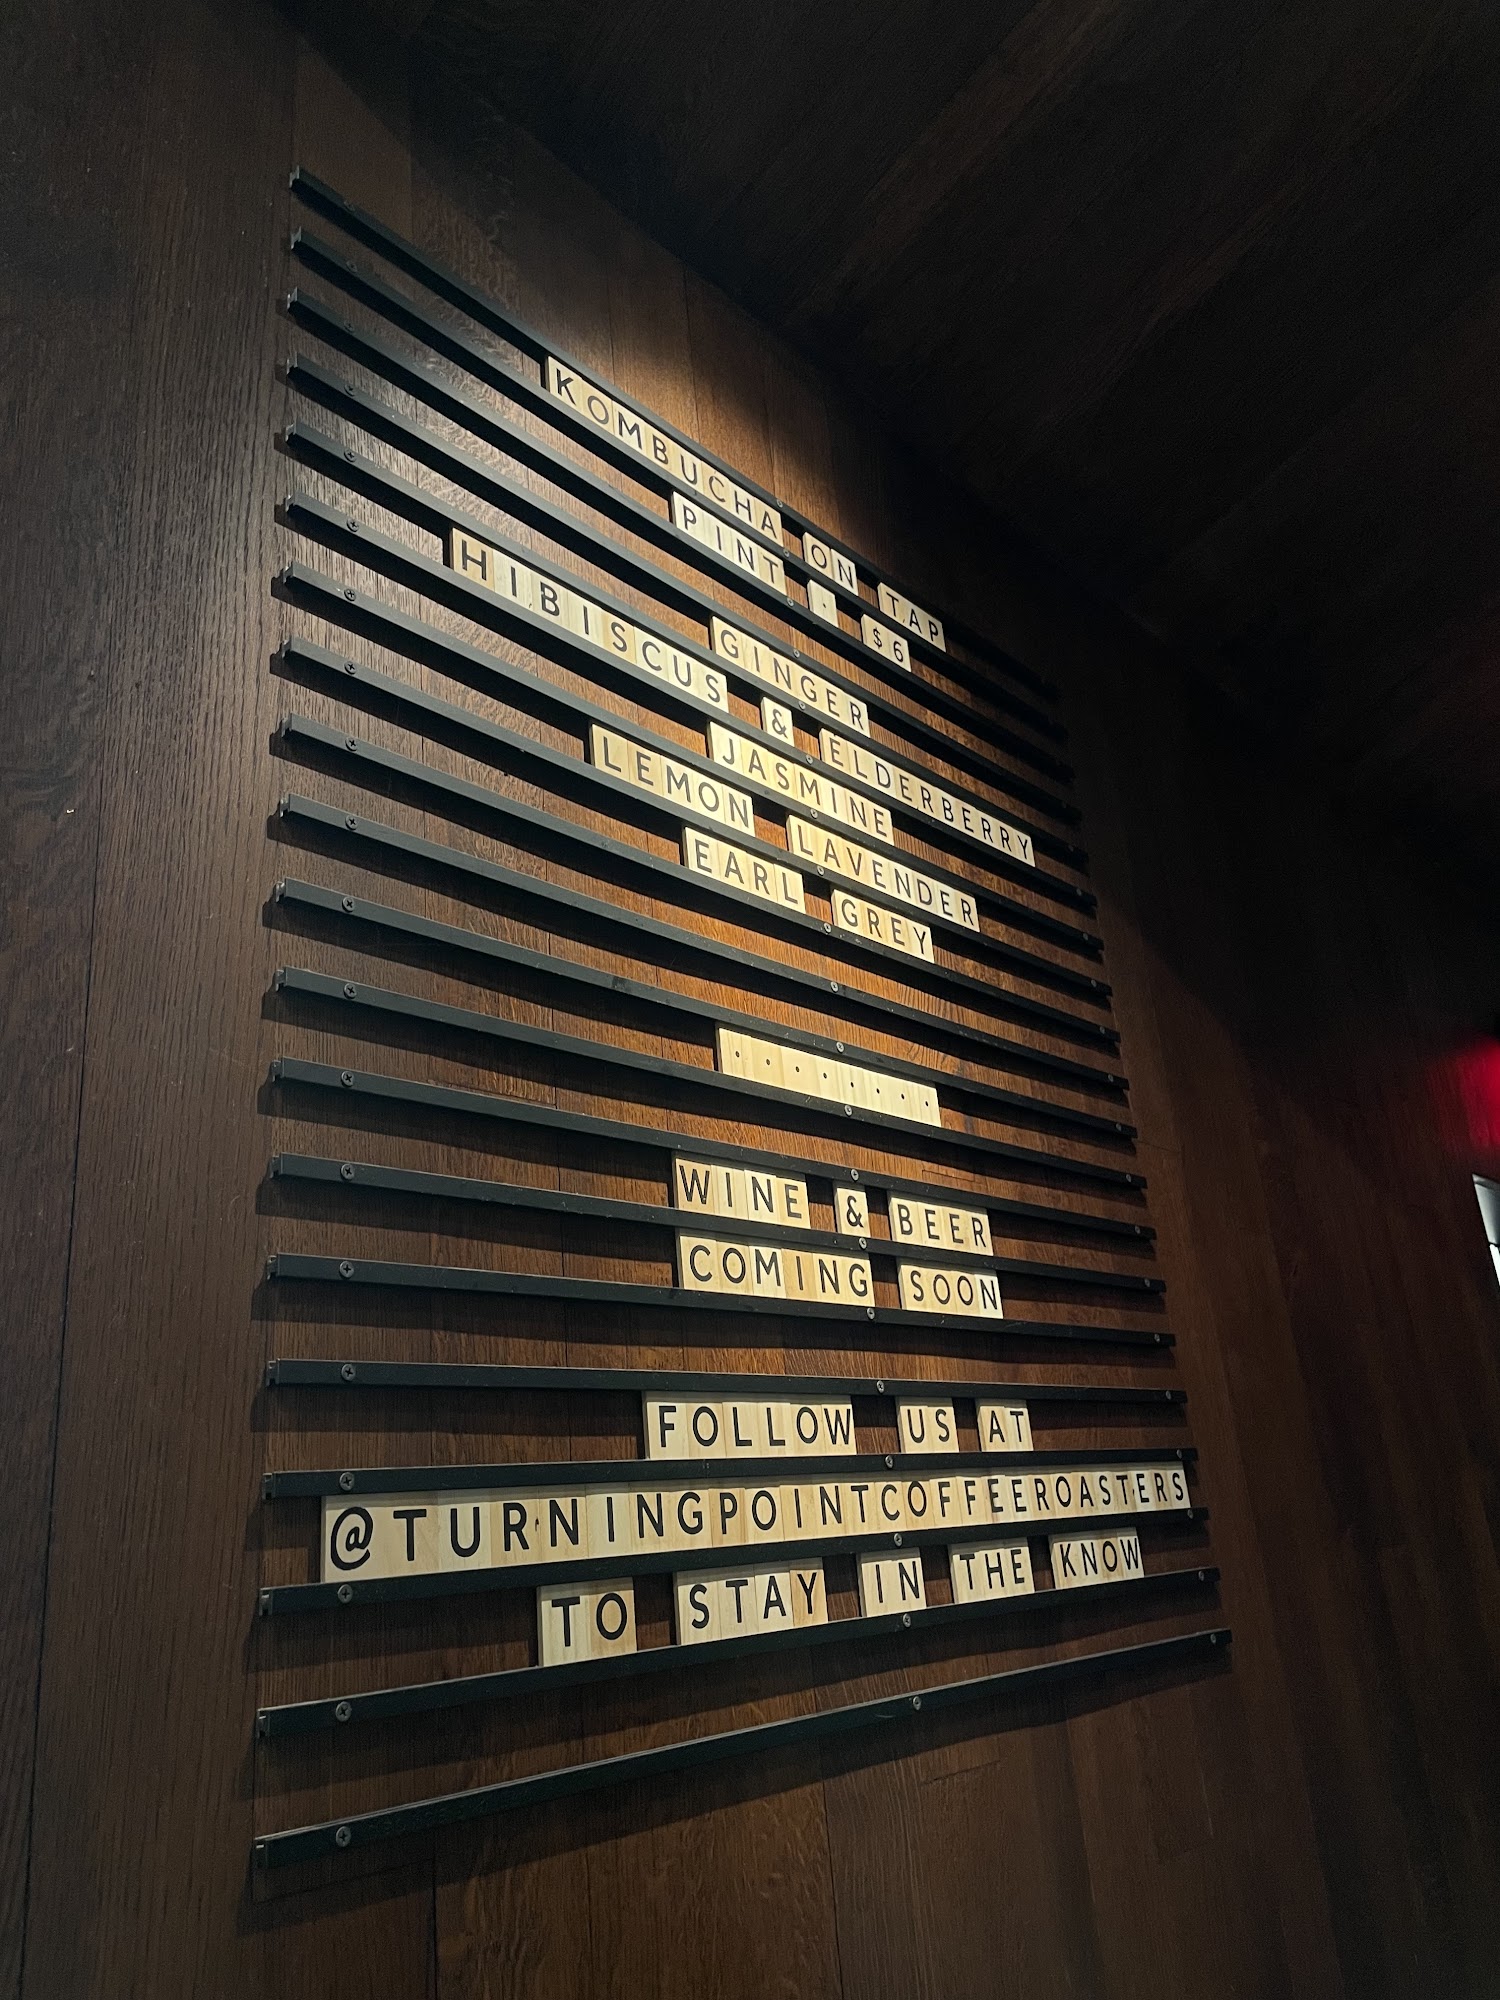 KOMBUCHA ON TAP
PINT . $6
GINGER
HIBISCUS & ELDERBERRY
JASMINE
LEMON LAVENDER
EARL GREY
. . . . . . . .
WINE & BEER
COMING SOON
FOLLOW US AT
@TURNINGPOINTCOFFEEROASTERS
TO STAY IN THE KNOW